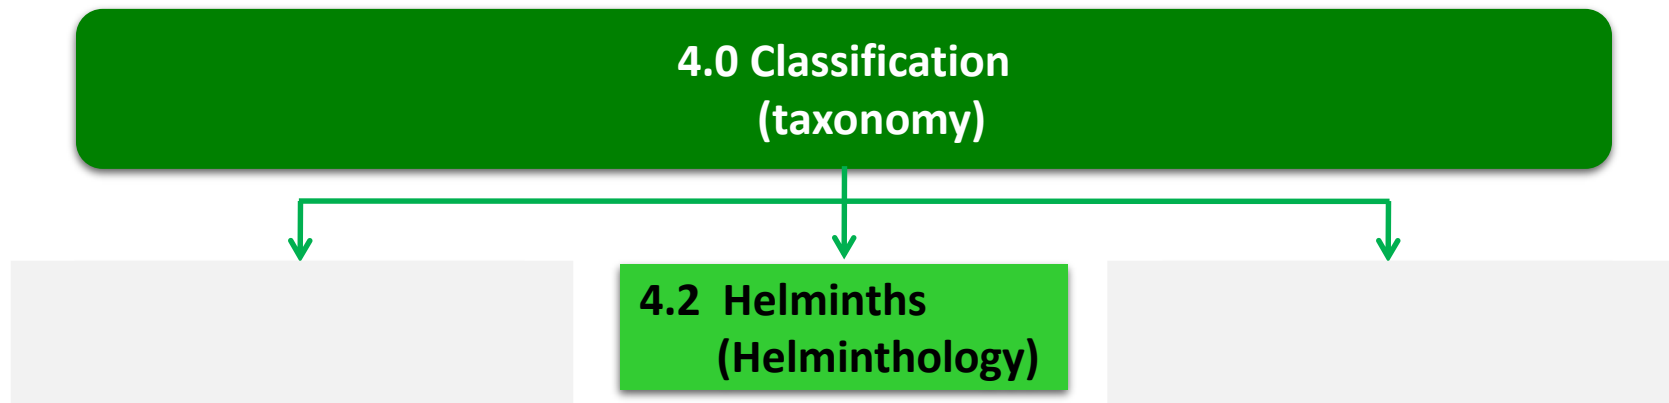 4.0 Classification
(taxonomy)
4.2 Helminths
(Helminthology)